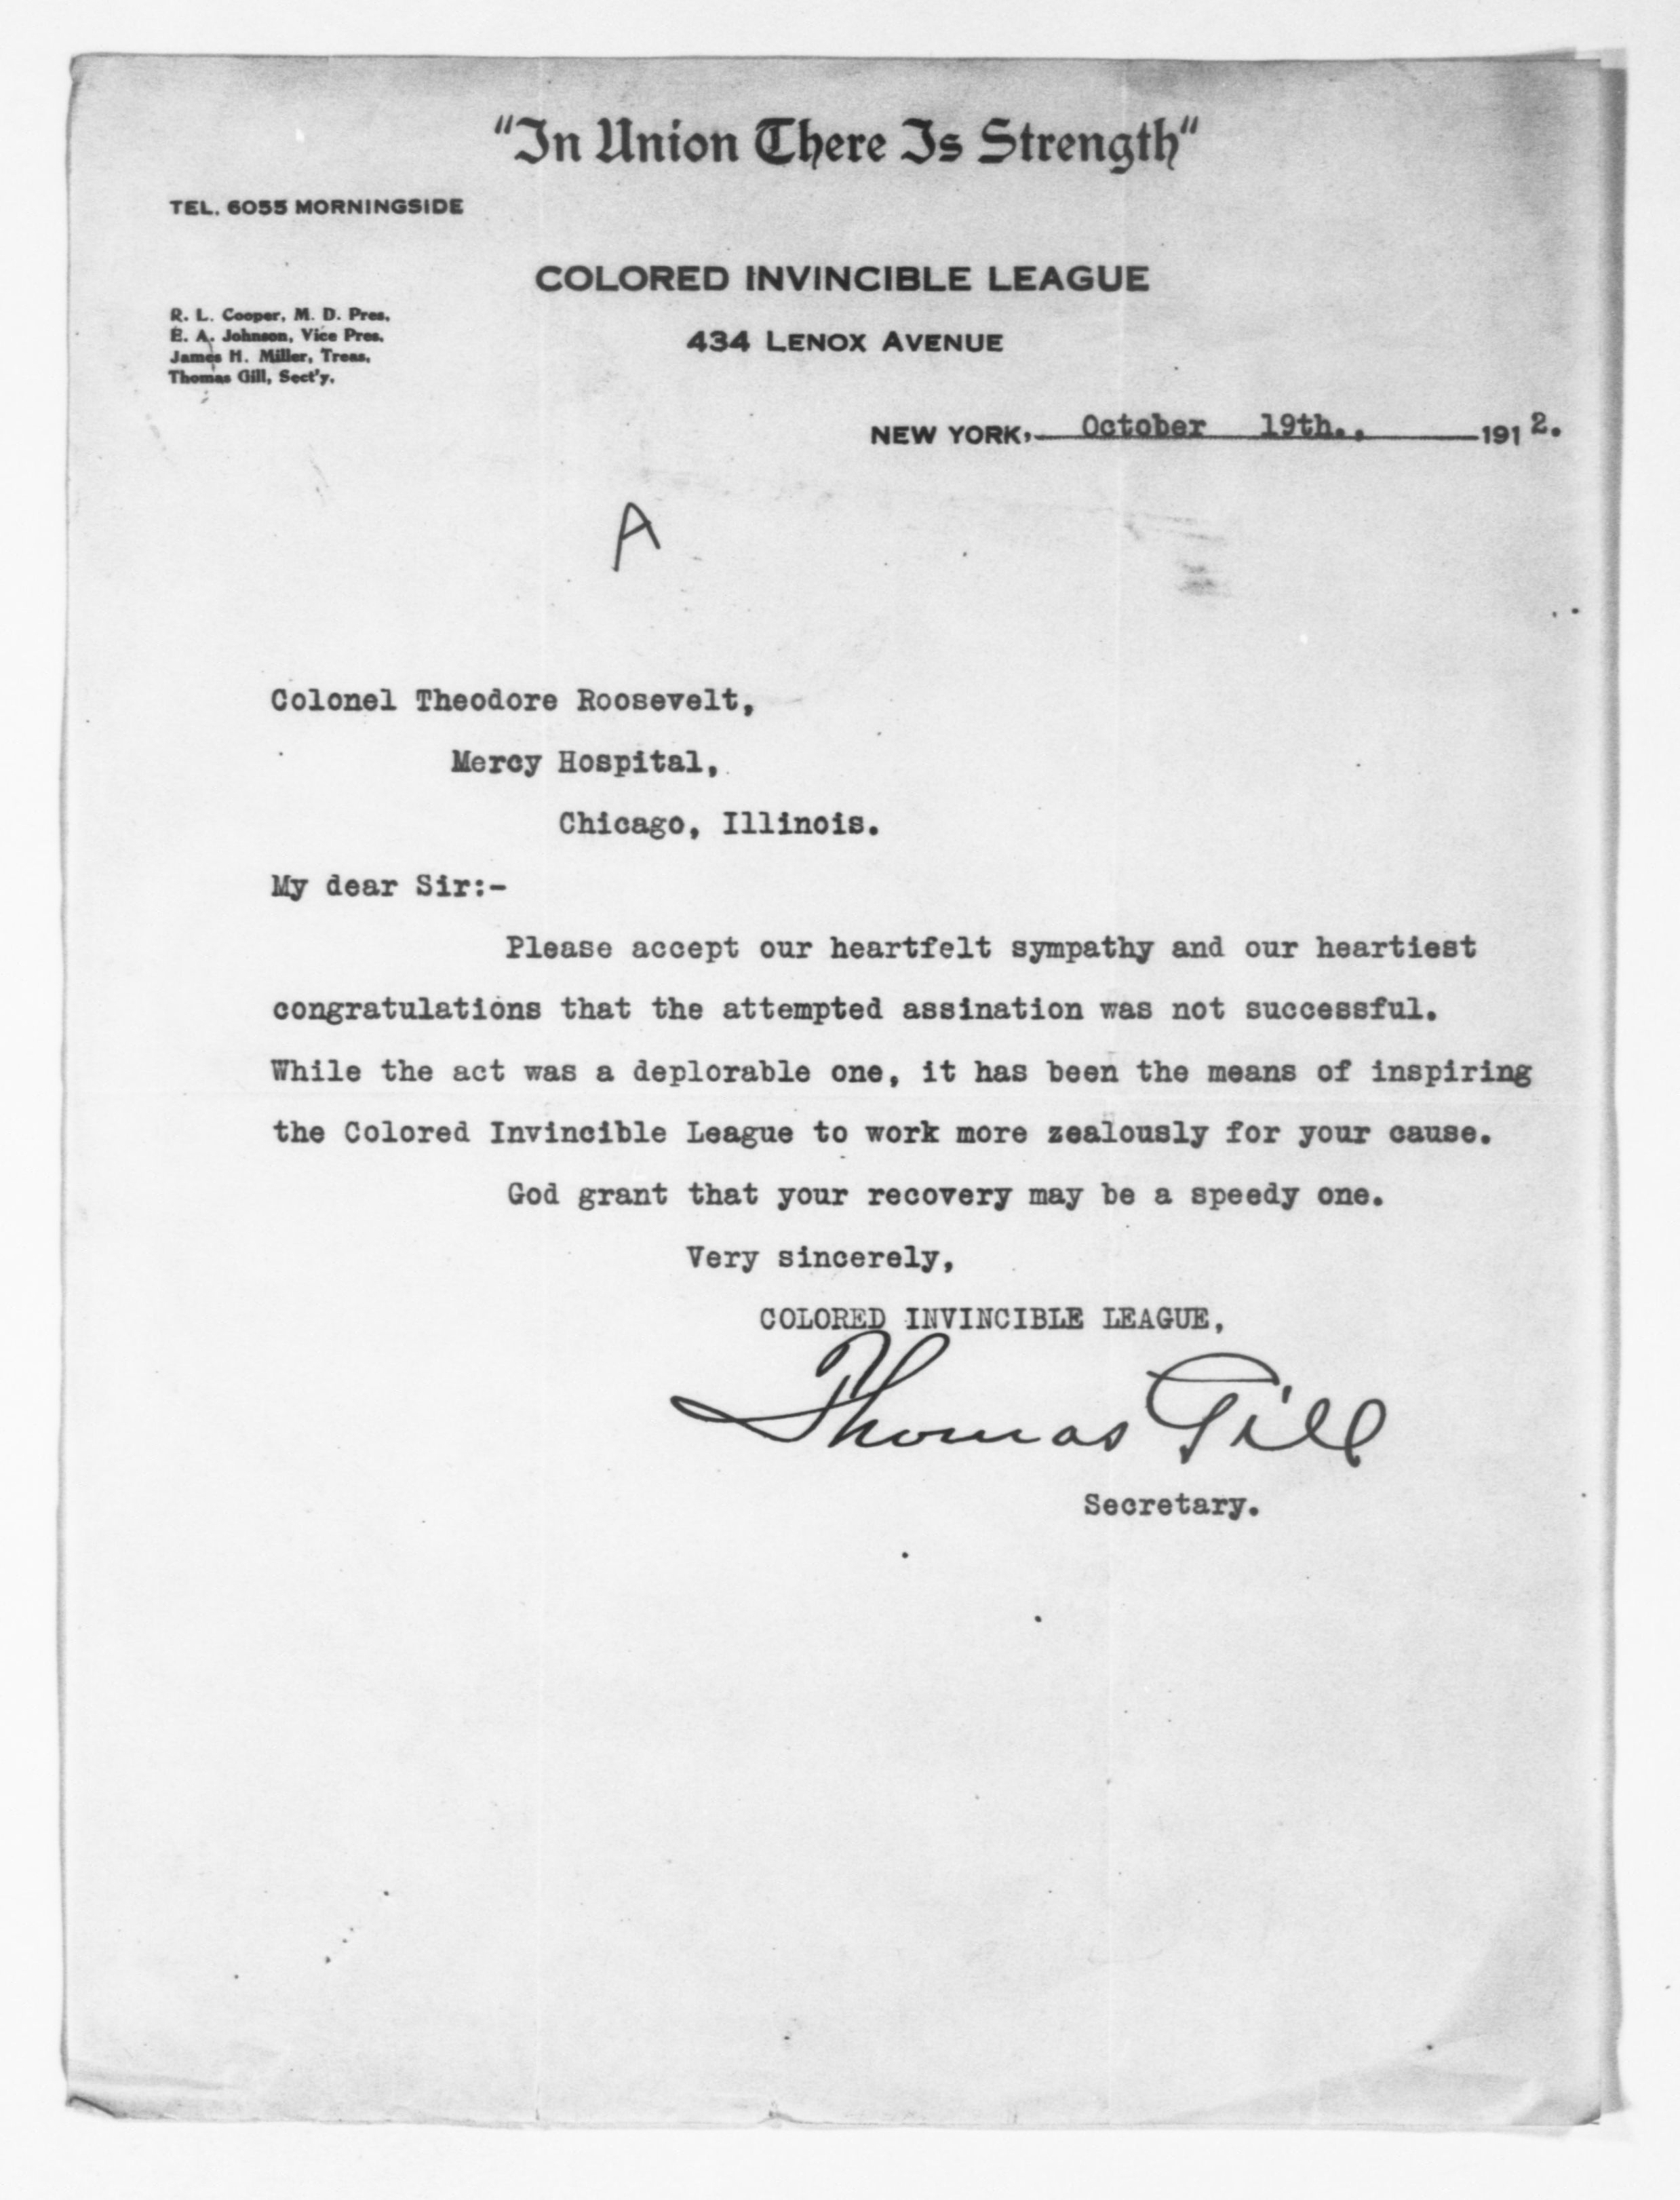 "In Union There Is Strength"
TEL. 6055 MORNINGSIDE
COLORED INVINCIBLE LEAGUE
434 LENOX AVENUE
R. L. Cooper, M. D. Pres.
E. A. Johnson, Vice Pres.
James H. Miller, Treas.
Thomas Gill, Sect'y.
NEW YORK, October 19th., 1912.
A
Colonel Theodore Roosevelt,
Mercy Hospital,
Chicago, Illinois.
My dear Sir:-
Please accept our heartfelt sympathy and our heartiest
congratulations that the attempted assination was not successful.
While the act was a deplorable one, it has been the means of inspiring
the Colored Invincible League to work more zealously for your cause.
God grant that your recovery may be a speedy one.
Very sincerely,
COLORED INVINCIBLE LEAGUE,
Thomas Gill
Secretary.